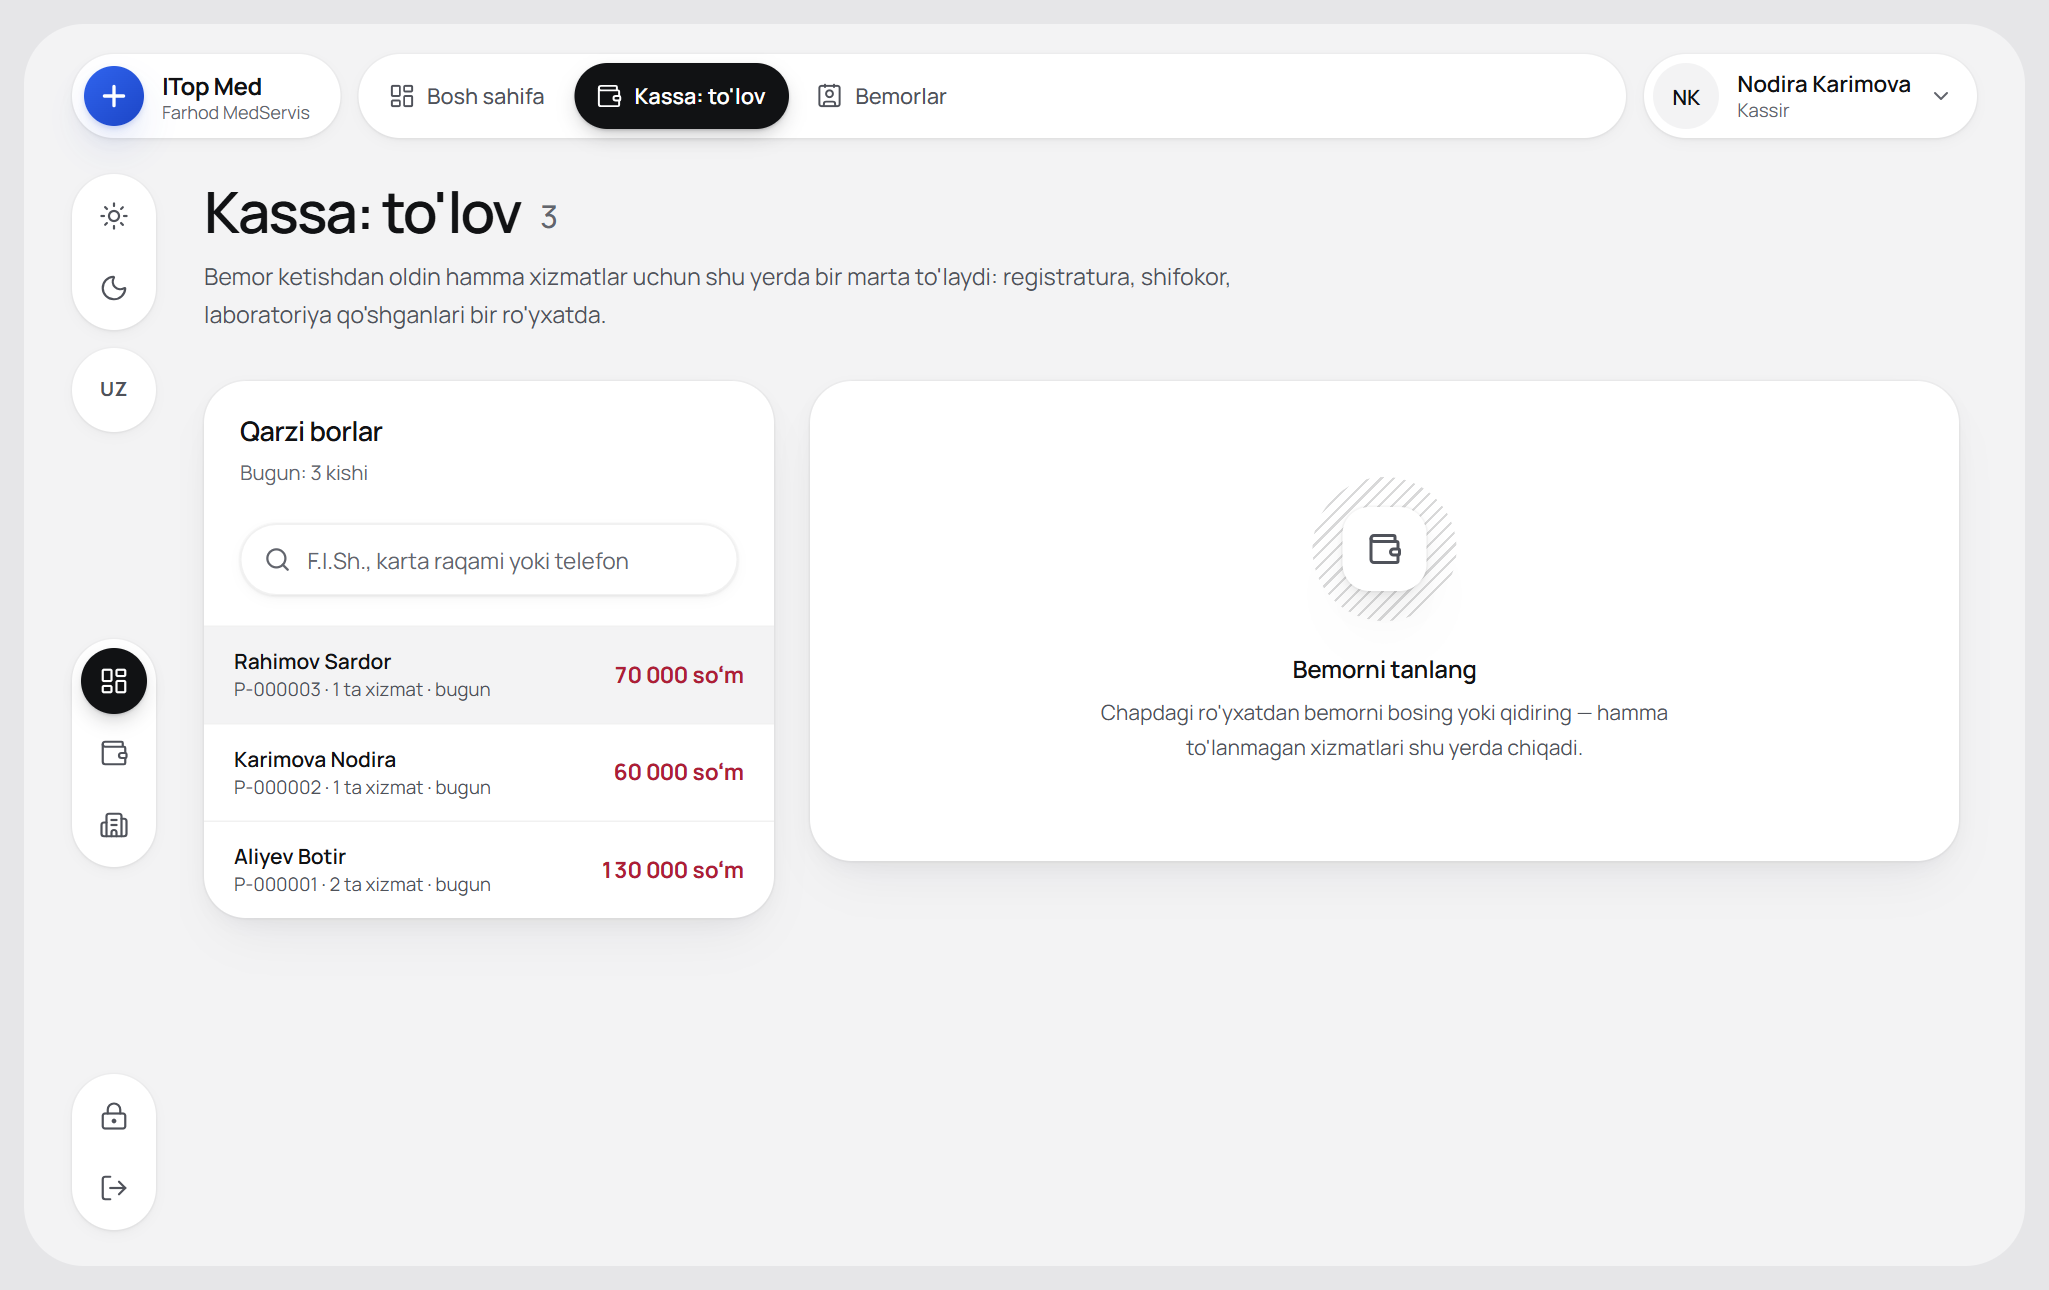 ITop Med
Farhod MedServis
Bosh sahifa
Kassa: to'lov
Bemorlar
NK
Nodira Karimova
Kassir
Kassa: to'lov 3
Bemor ketishdan oldin hamma xizmatlar uchun shu yerda bir marta to'laydi: registratura, shifokor,
laboratoriya qo'shganlari bir ro'yxatda.
UZ
Qarzi borlar
Bugun: 3 kishi
F.I.Sh., karta raqami yoki telefon
Rahimov Sardor
P-000003 · 1 ta xizmat · bugun
70 000 soʻm
Karimova Nodira
P-000002 · 1 ta xizmat · bugun
60 000 soʻm
Aliyev Botir
P-000001 · 2 ta xizmat · bugun
130 000 soʻm
Bemorni tanlang
Chapdagi ro'yxatdan bemorni bosing yoki qidiring — hamma
to'lanmagan xizmatlari shu yerda chiqadi.